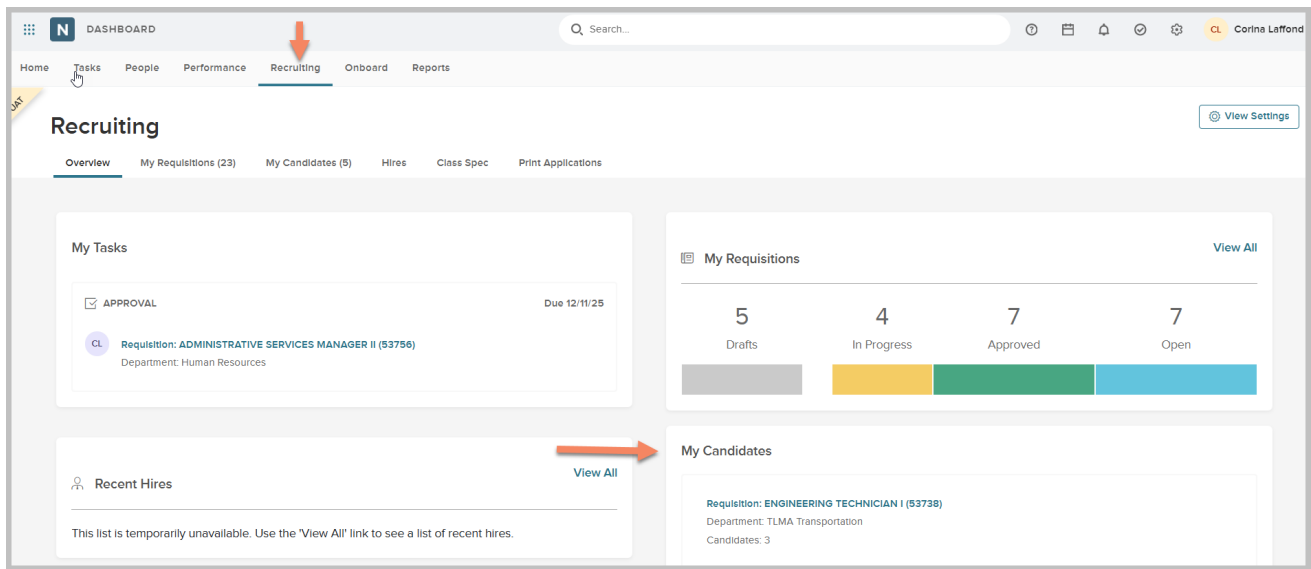 N DASHBOARD Search... CL Corina Laffond
Home Tasks People Performance Recruiting Onboard Reports
UAT
Recruiting
View Settings
Overview My Requisitions (23) My Candidates (5) Hires Class Spec Print Applications
My Tasks
APPROVAL Due 12/11/25
CL Requisition: ADMINISTRATIVE SERVICES MANAGER II (53756)
Department: Human Resources
My Requisitions View All
5 4 7 7
Drafts In Progress Approved Open
Recent Hires View All
This list is temporarily unavailable. Use the 'View All' link to see a list of recent hires.
My Candidates
Requisition: ENGINEERING TECHNICIAN I (53738)
Department: TLMA Transportation
Candidates: 3